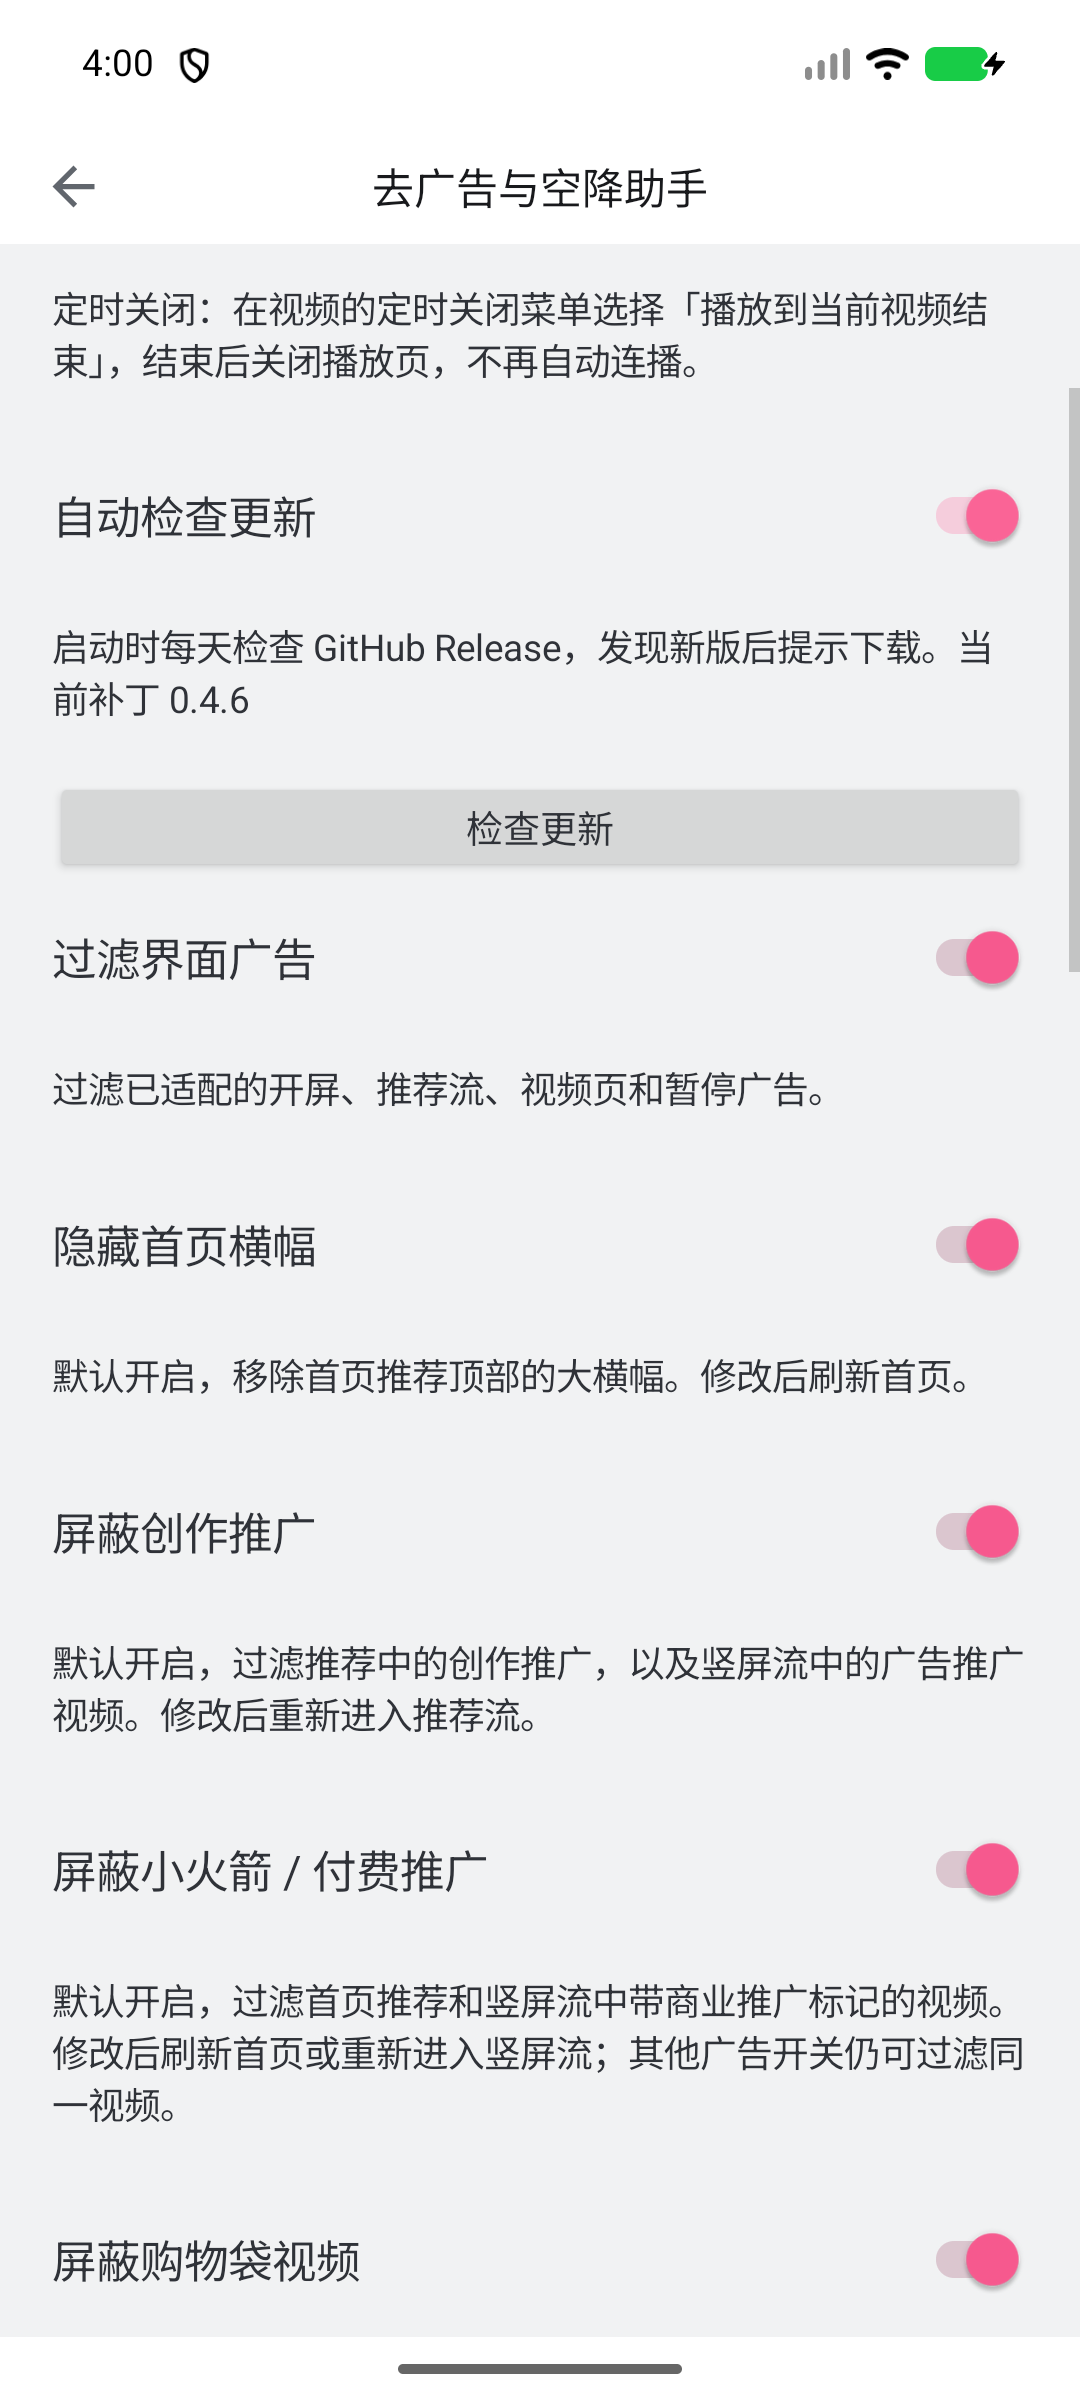 4:00
去广告与空降助手
定时关闭：在视频的定时关闭菜单选择「播放到当前视频结
束」，结束后关闭播放页，不再自动连播。
自动检查更新
启动时每天检查 GitHub Release，发现新版后提示下载。当
前补丁 0.4.6
检查更新
过滤界面广告
过滤已适配的开屏、推荐流、视频页和暂停广告。
隐藏首页横幅
默认开启，移除首页推荐顶部的大横幅。修改后刷新首页。
屏蔽创作推广
默认开启，过滤推荐中的创作推广，以及竖屏流中的广告推广
视频。修改后重新进入推荐流。
屏蔽小火箭 / 付费推广
默认开启，过滤首页推荐和竖屏流中带商业推广标记的视频。
修改后刷新首页或重新进入竖屏流；其他广告开关仍可过滤同
一视频。
屏蔽购物袋视频